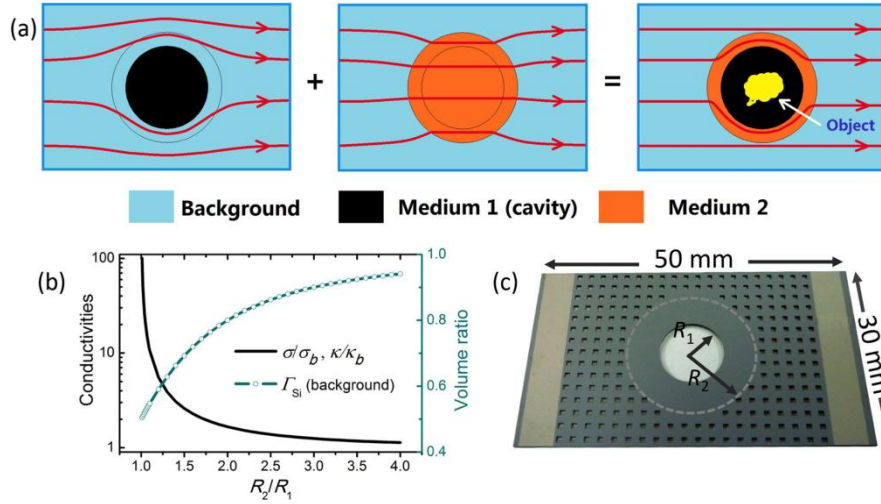 (a)
+
=
Object
Background
Medium 1 (cavity)
Medium 2
(b)
100
10
1
Conductivities
σ/σb, κ/κb
ΓSi (background)
1.0
0.8
0.6
0.4
Volume ratio
1.0 1.5 2.0 2.5 3.0 3.5 4.0
R2/R1
(c)
50 mm
30 mm
R1
R2